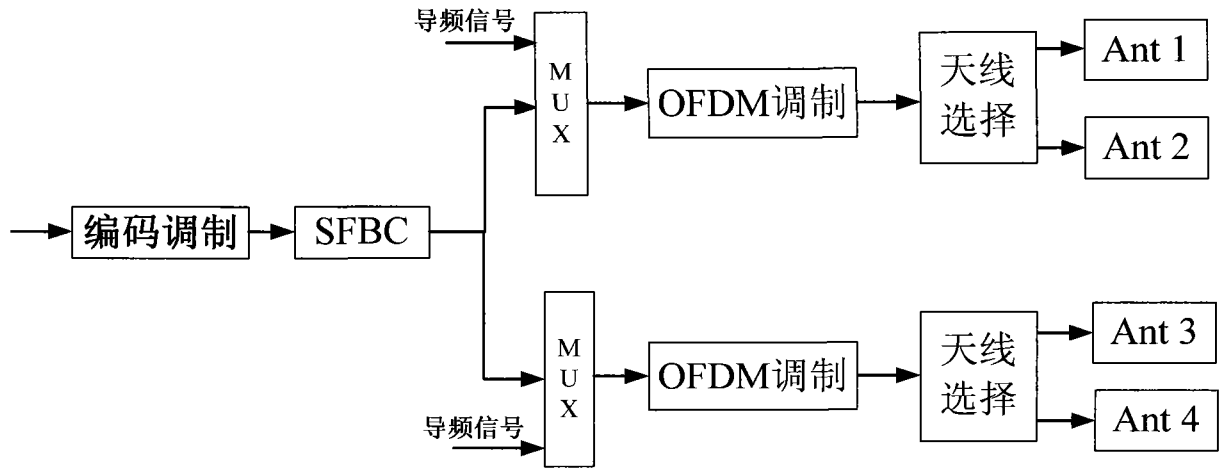 导频信号
M
U
X
OFDM调制
天线
选择
Ant 1
Ant 2
编码调制
SFBC
M
U
X
导频信号
OFDM调制
天线
选择
Ant 3
Ant 4